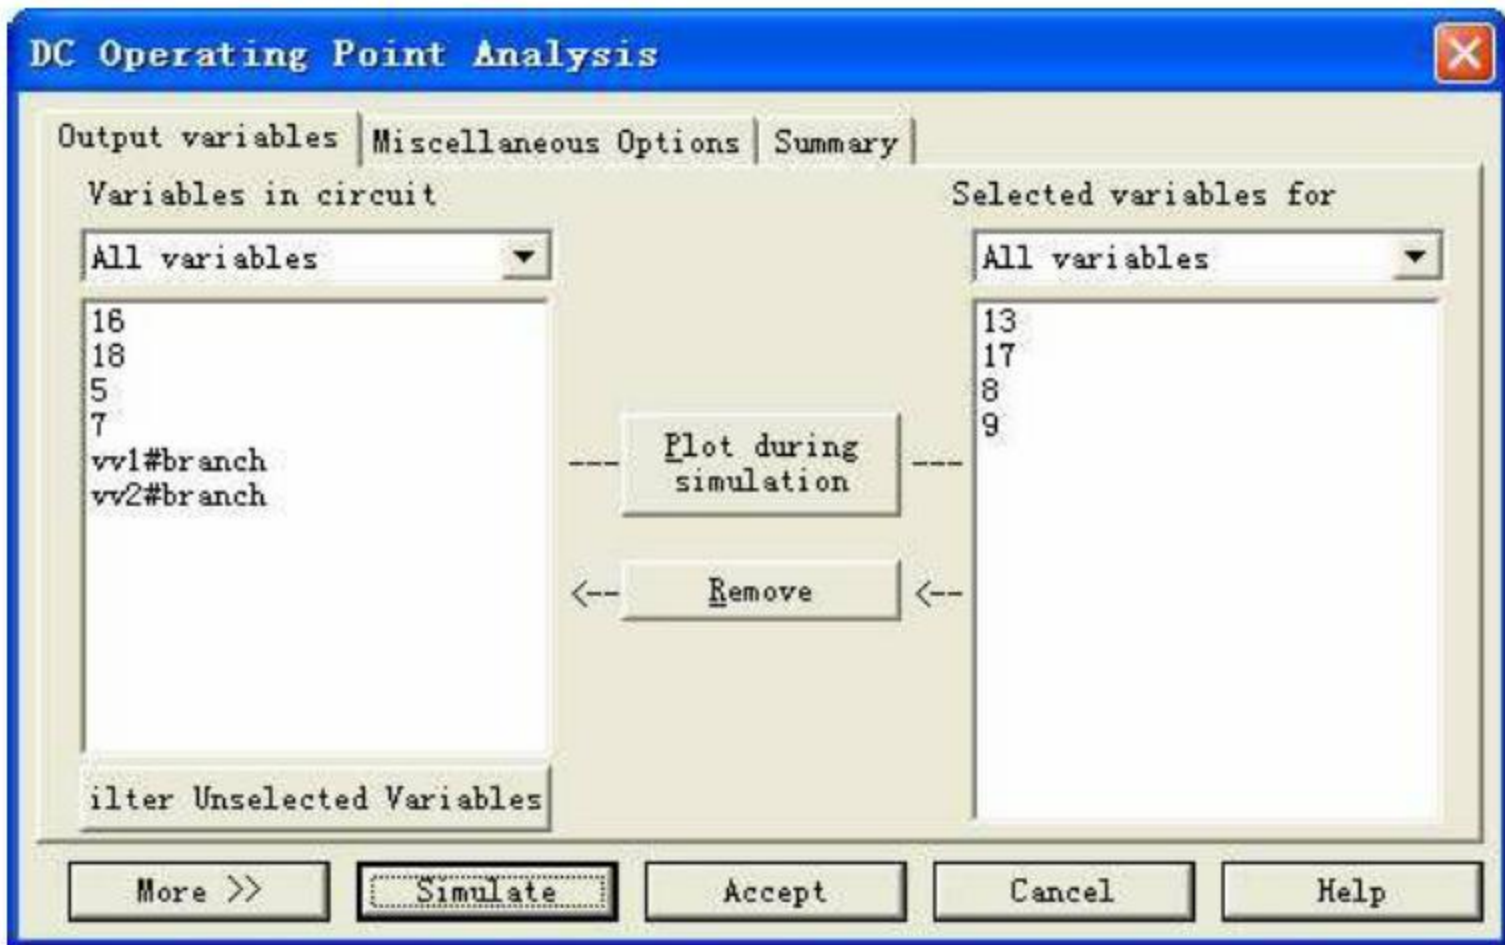 DC Operating Point Analysis
Output variables
Miscellaneous Options
Summary
Variables in circuit
All variables
16
18
5
7
vv1#branch
vv2#branch
ilter Unselected Variables
--- Plot during ---
simulation
<-- Remove <--
Selected variables for
All variables
13
17
8
9
More >>
Simulate
Accept
Cancel
Help